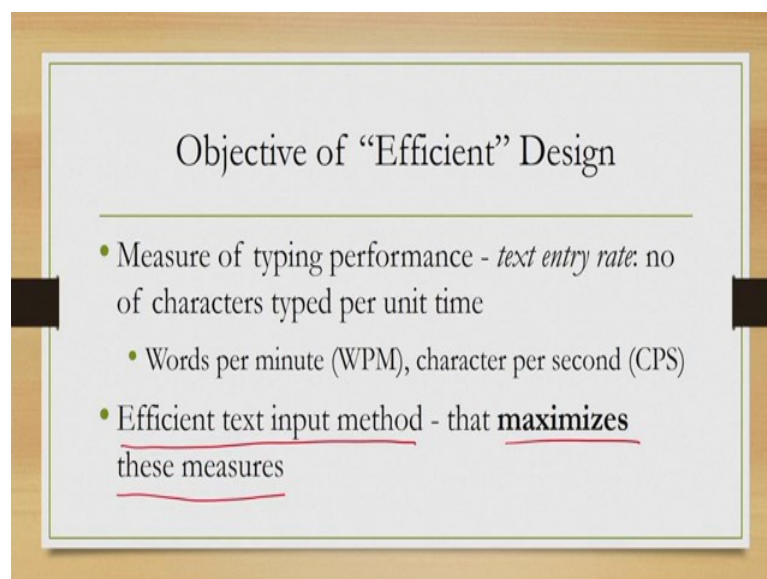 Objective of “Efficient” Design
• Measure of typing performance - text entry rate: no
of characters typed per unit time
• Words per minute (WPM), character per second (CPS)
• Efficient text input method - that maximizes
these measures